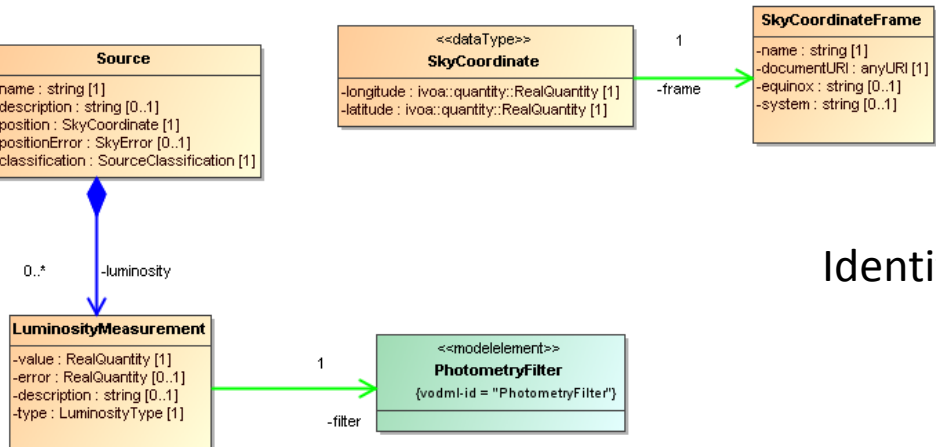 Source
name : string [1]
description : string [0..1]
position : SkyCoordinate [1]
positionError : SkyError [0..1]
classification : SourceClassification [1]
<<dataType>>
SkyCoordinate
-longitude : ivoa::quantity::RealQuantity [1]
-latitude : ivoa::quantity::RealQuantity [1]
1
-frame
SkyCoordinateFrame
-name : string [1]
-documentURI : anyURI [1]
-equinox : string [0..1]
-system : string [0..1]
0..*
-luminosity
Identi
LuminosityMeasurement
-value : RealQuantity [1]
-error : RealQuantity [0..1]
-description : string [0..1]
-type : LuminosityType [1]
1
-filter
<<modelelement>>
PhotometryFilter
{vodml-id = "PhotometryFilter"}